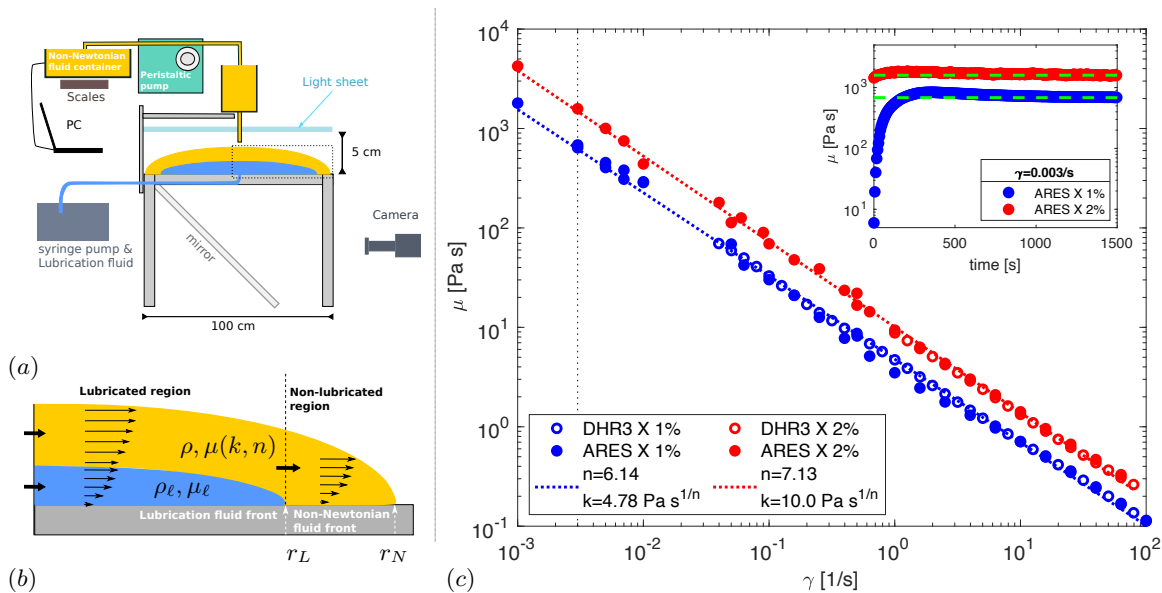 Non-Newtonian
fluid container
Peristaltic
pump
Scales
PC
Light sheet
5 cm
syringe pump &
Lubrication fluid
mirror
Camera
100 cm
(a)
Lubricated region
Non-lubricated
region
ρ, μ(k, n)
ρℓ, μℓ
Lubrication fluid front
Non-Newtonian
fluid front
r_L
r_N
(b)
(c)
μ [Pa s]
10^4
10^3
10^2
10^1
10^0
10^-1
10^-3
10^-2
10^-1
10^0
10^1
10^2
γ [1/s]
DHR3 X 1%
ARES X 1%
n=6.14
k=4.78 Pa s^1/n
DHR3 X 2%
ARES X 2%
n=7.13
k=10.0 Pa s^1/n
μ [Pa s]
10^3
10^2
10^1
0
500
1000
1500
time [s]
γ=0.003/s
ARES X 1%
ARES X 2%